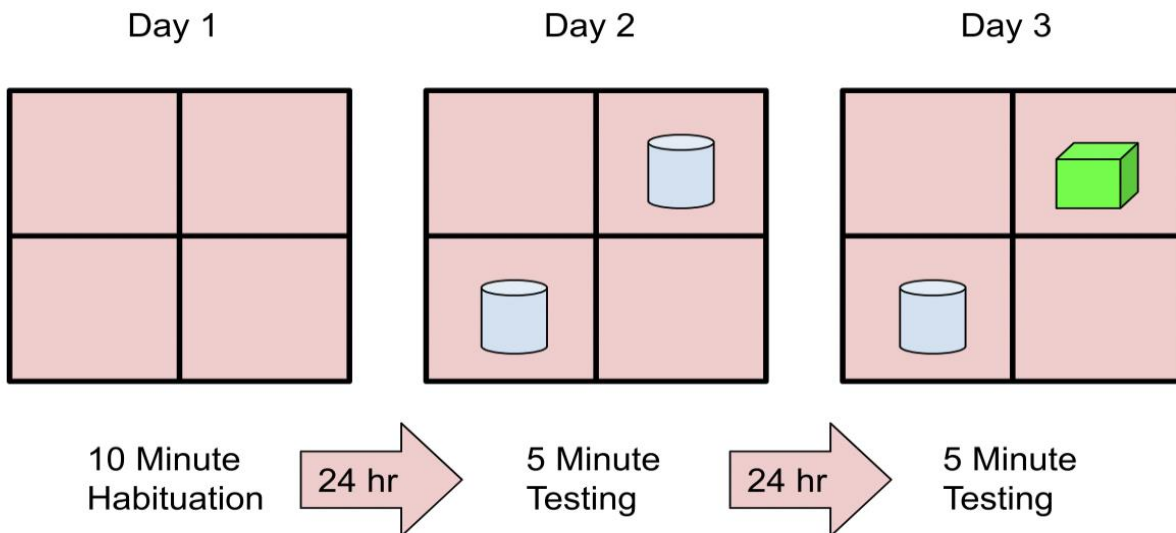 Day 1
Day 2
Day 3
10 Minute
Habituation
24 hr
5 Minute
Testing
24 hr
5 Minute
Testing